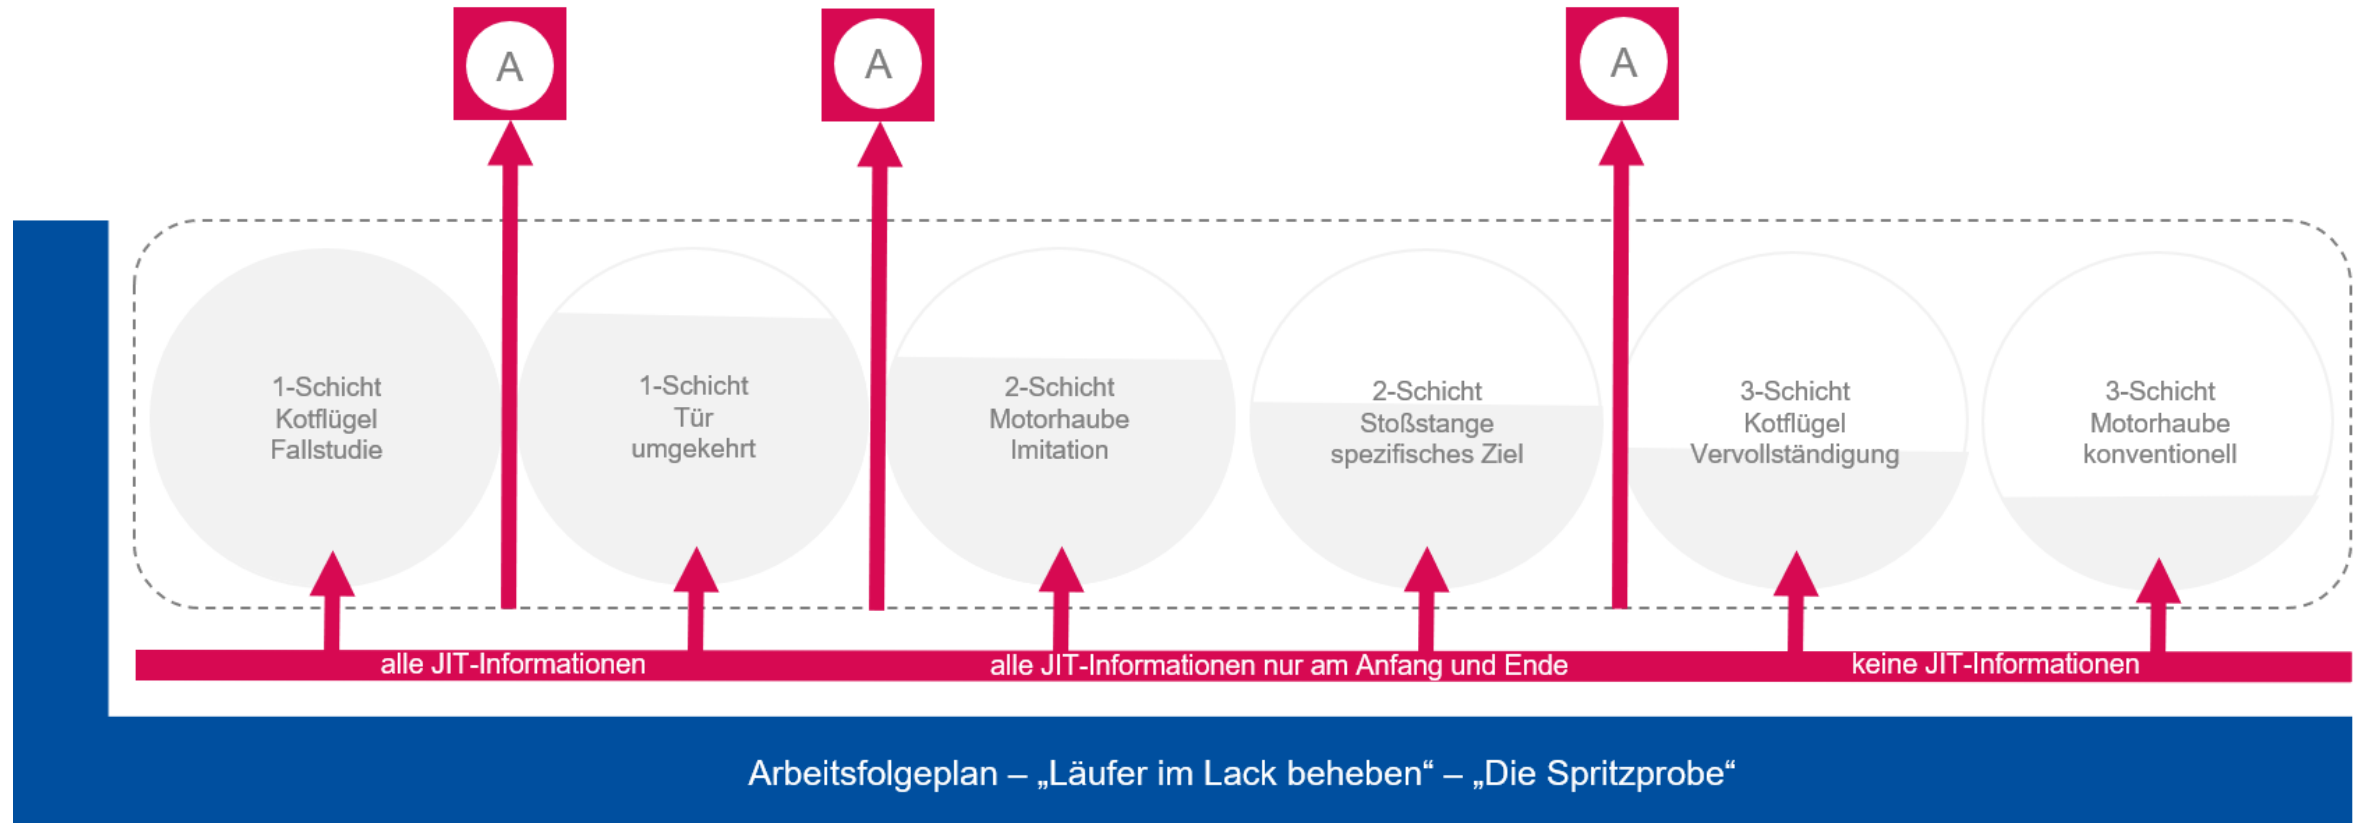 A
A
A
1-Schicht
Kotflügel
Fallstudie
1-Schicht
Tür
umgekehrt
2-Schicht
Motorhaube
Imitation
2-Schicht
Stoßstange
spezifisches Ziel
3-Schicht
Kotflügel
Vervollständigung
3-Schicht
Motorhaube
konventionell
alle JIT-Informationen
alle JIT-Informationen nur am Anfang und Ende
keine JIT-Informationen
Arbeitsfolgeplan – „Läufer im Lack beheben“ – „Die Spritzprobe“